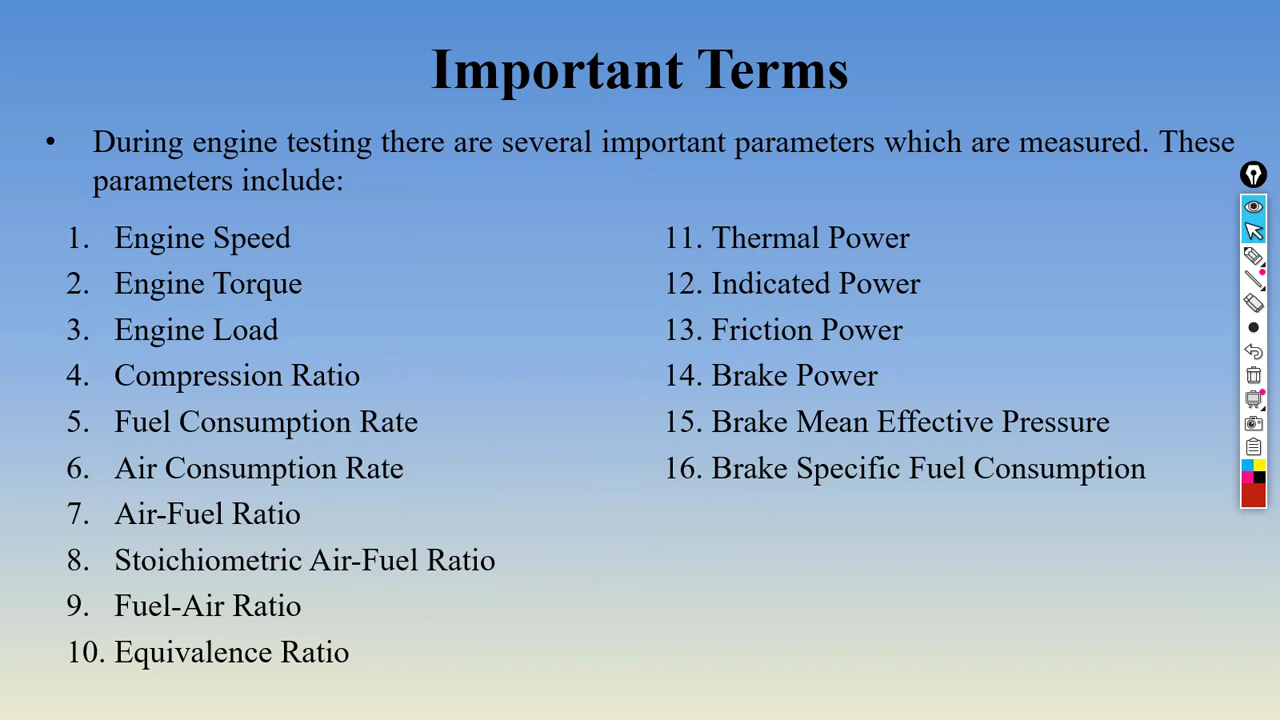 Important Terms
• During engine testing there are several important parameters which are measured. These
parameters include:
1. Engine Speed
2. Engine Torque
3. Engine Load
4. Compression Ratio
5. Fuel Consumption Rate
6. Air Consumption Rate
7. Air-Fuel Ratio
8. Stoichiometric Air-Fuel Ratio
9. Fuel-Air Ratio
10. Equivalence Ratio
11. Thermal Power
12. Indicated Power
13. Friction Power
14. Brake Power
15. Brake Mean Effective Pressure
16. Brake Specific Fuel Consumption